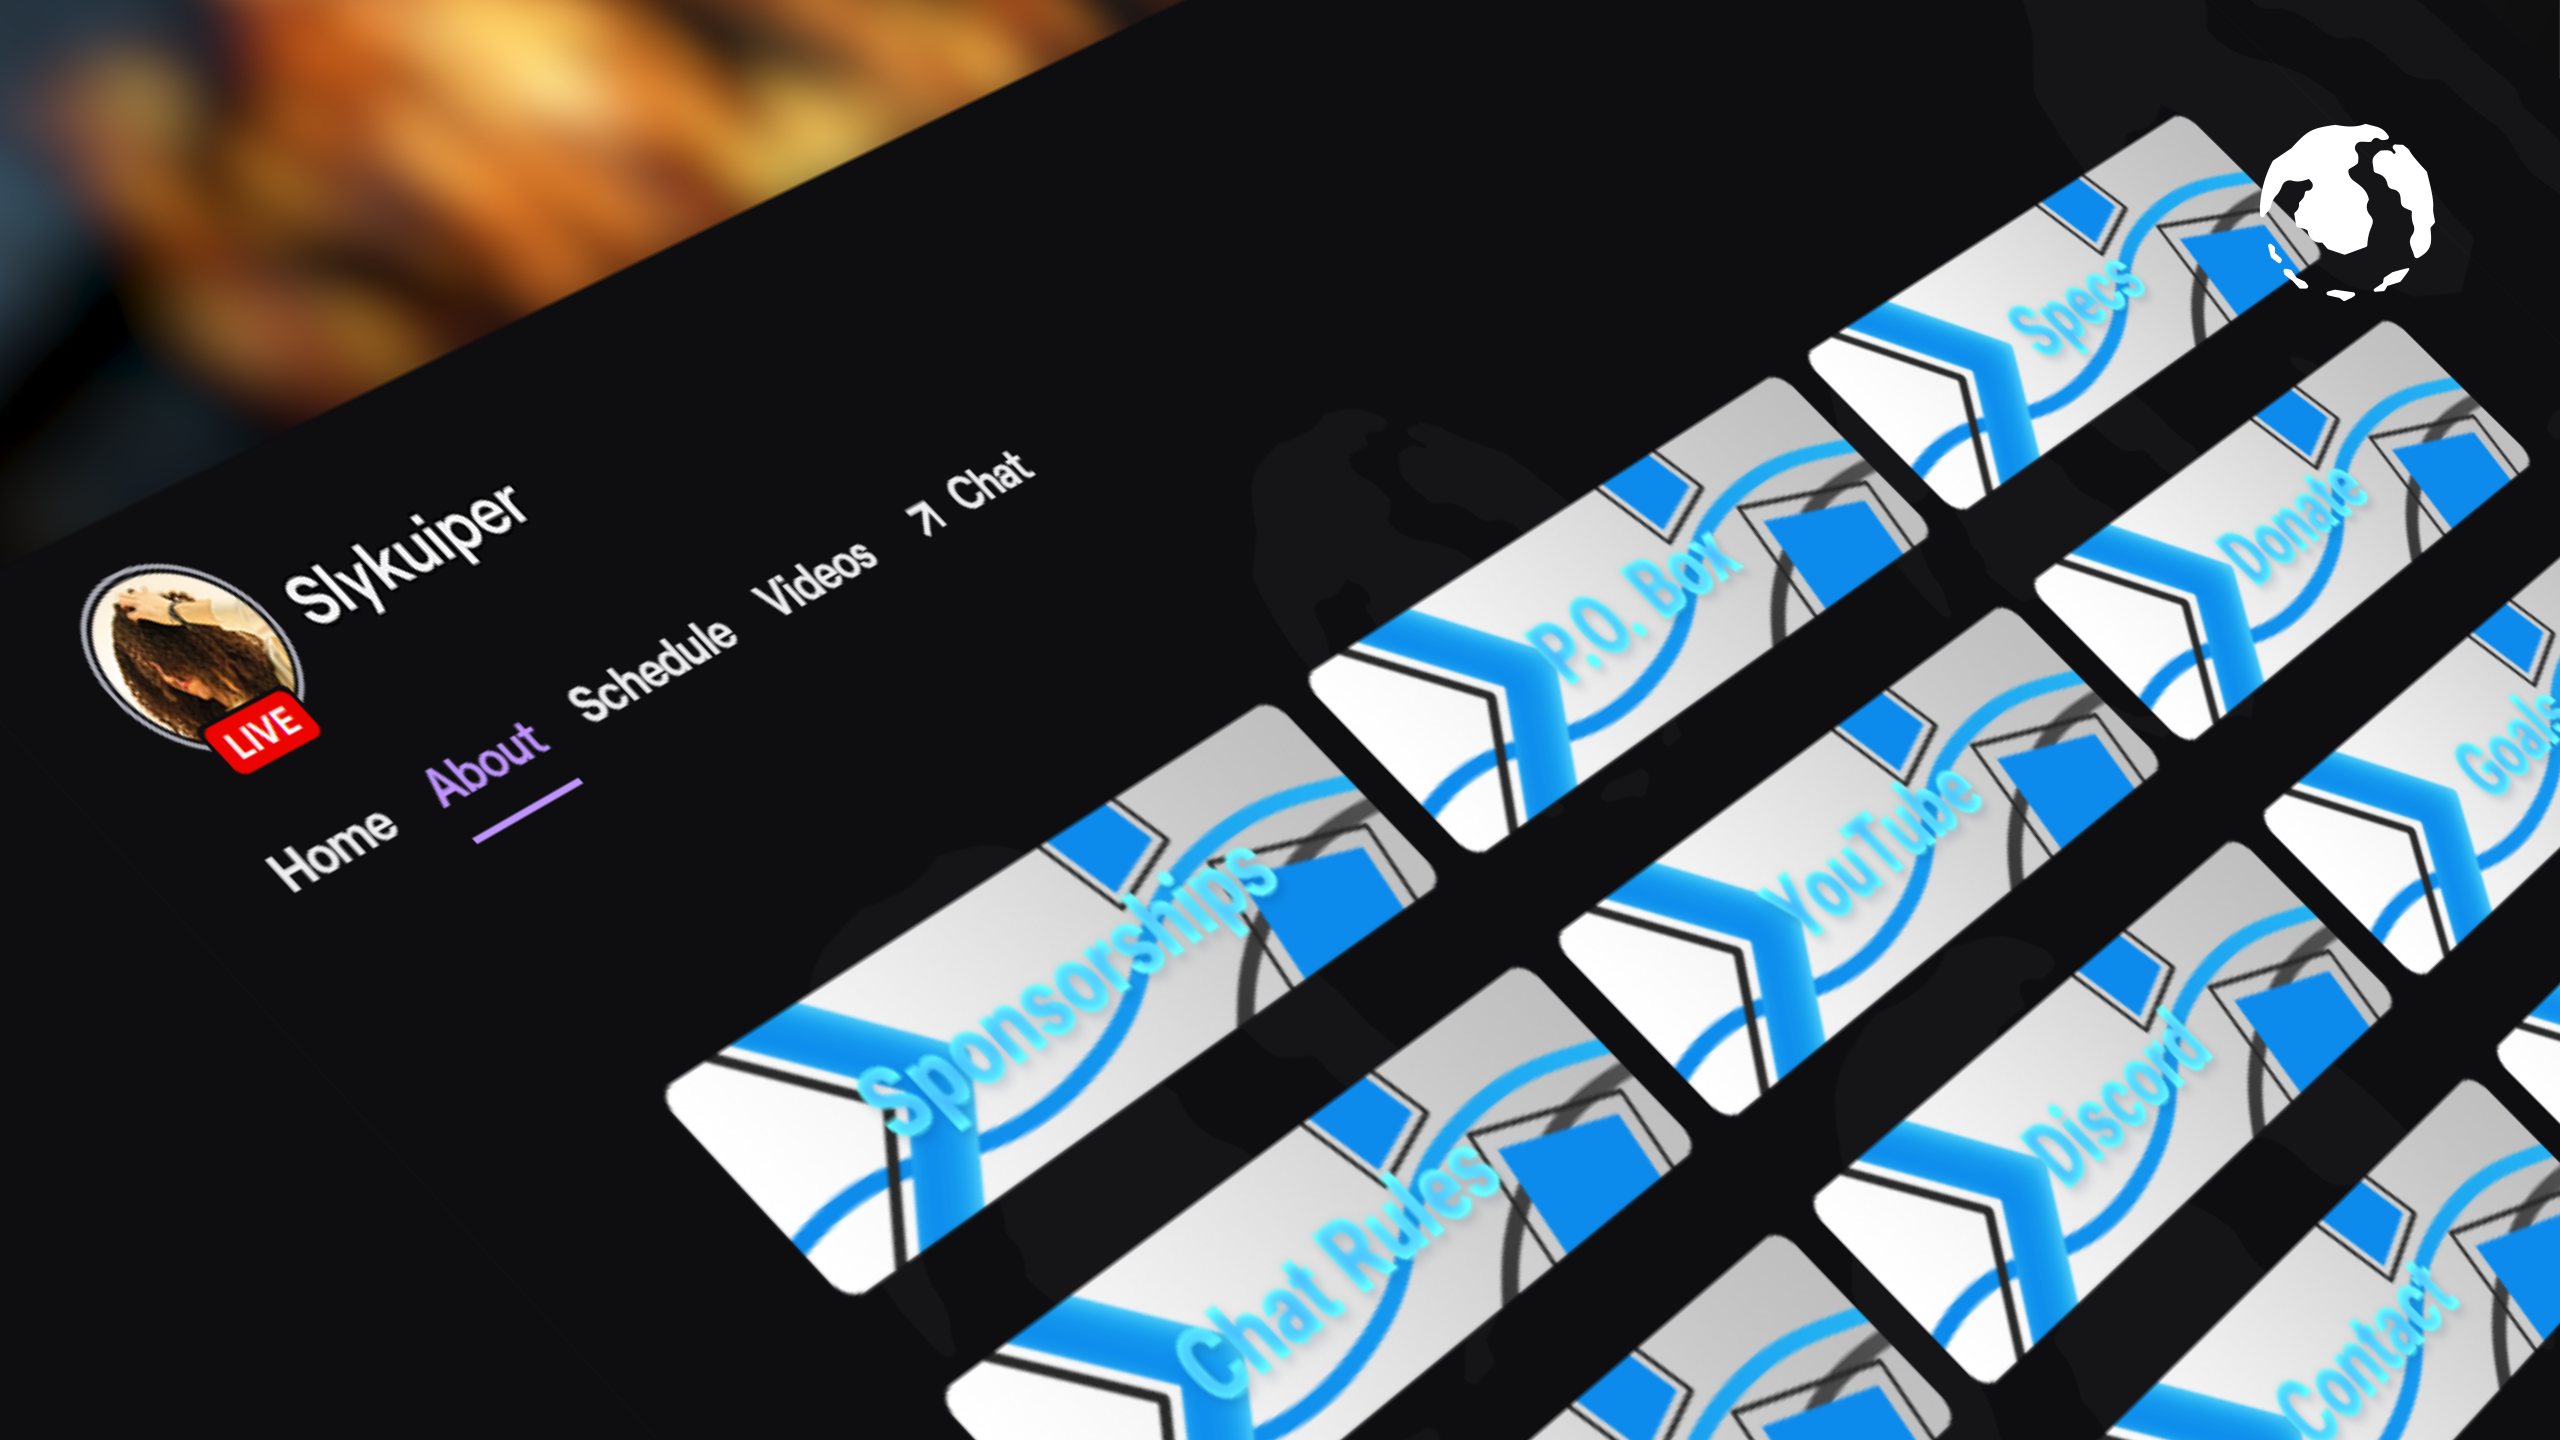 Slykuiper
LIVE
Home About Schedule Videos Chat
Sponsorships
P.O. Box
Specs
Chat Rules
YouTube
Donate
Discord
Goals
Contact